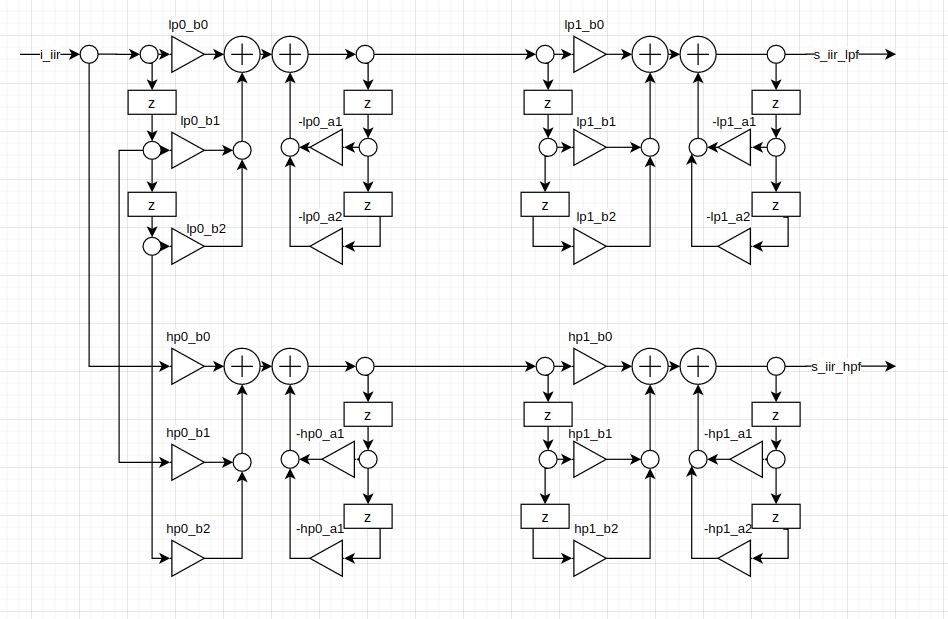 lp0_b0
lp1_b0
i_iir
s_iir_lpf
z
z
z
z
lp0_b1
-lp0_a1
lp1_b1
-lp1_a1
z
z
z
z
lp0_b2
-lp0_a2
lp1_b2
-lp1_a2
hp0_b0
hp1_b0
s_iir_hpf
z
z
z
hp0_b1
-hp0_a1
hp1_b1
-hp1_a1
z
z
z
hp0_b2
-hp0_a1
hp1_b2
-hp1_a2